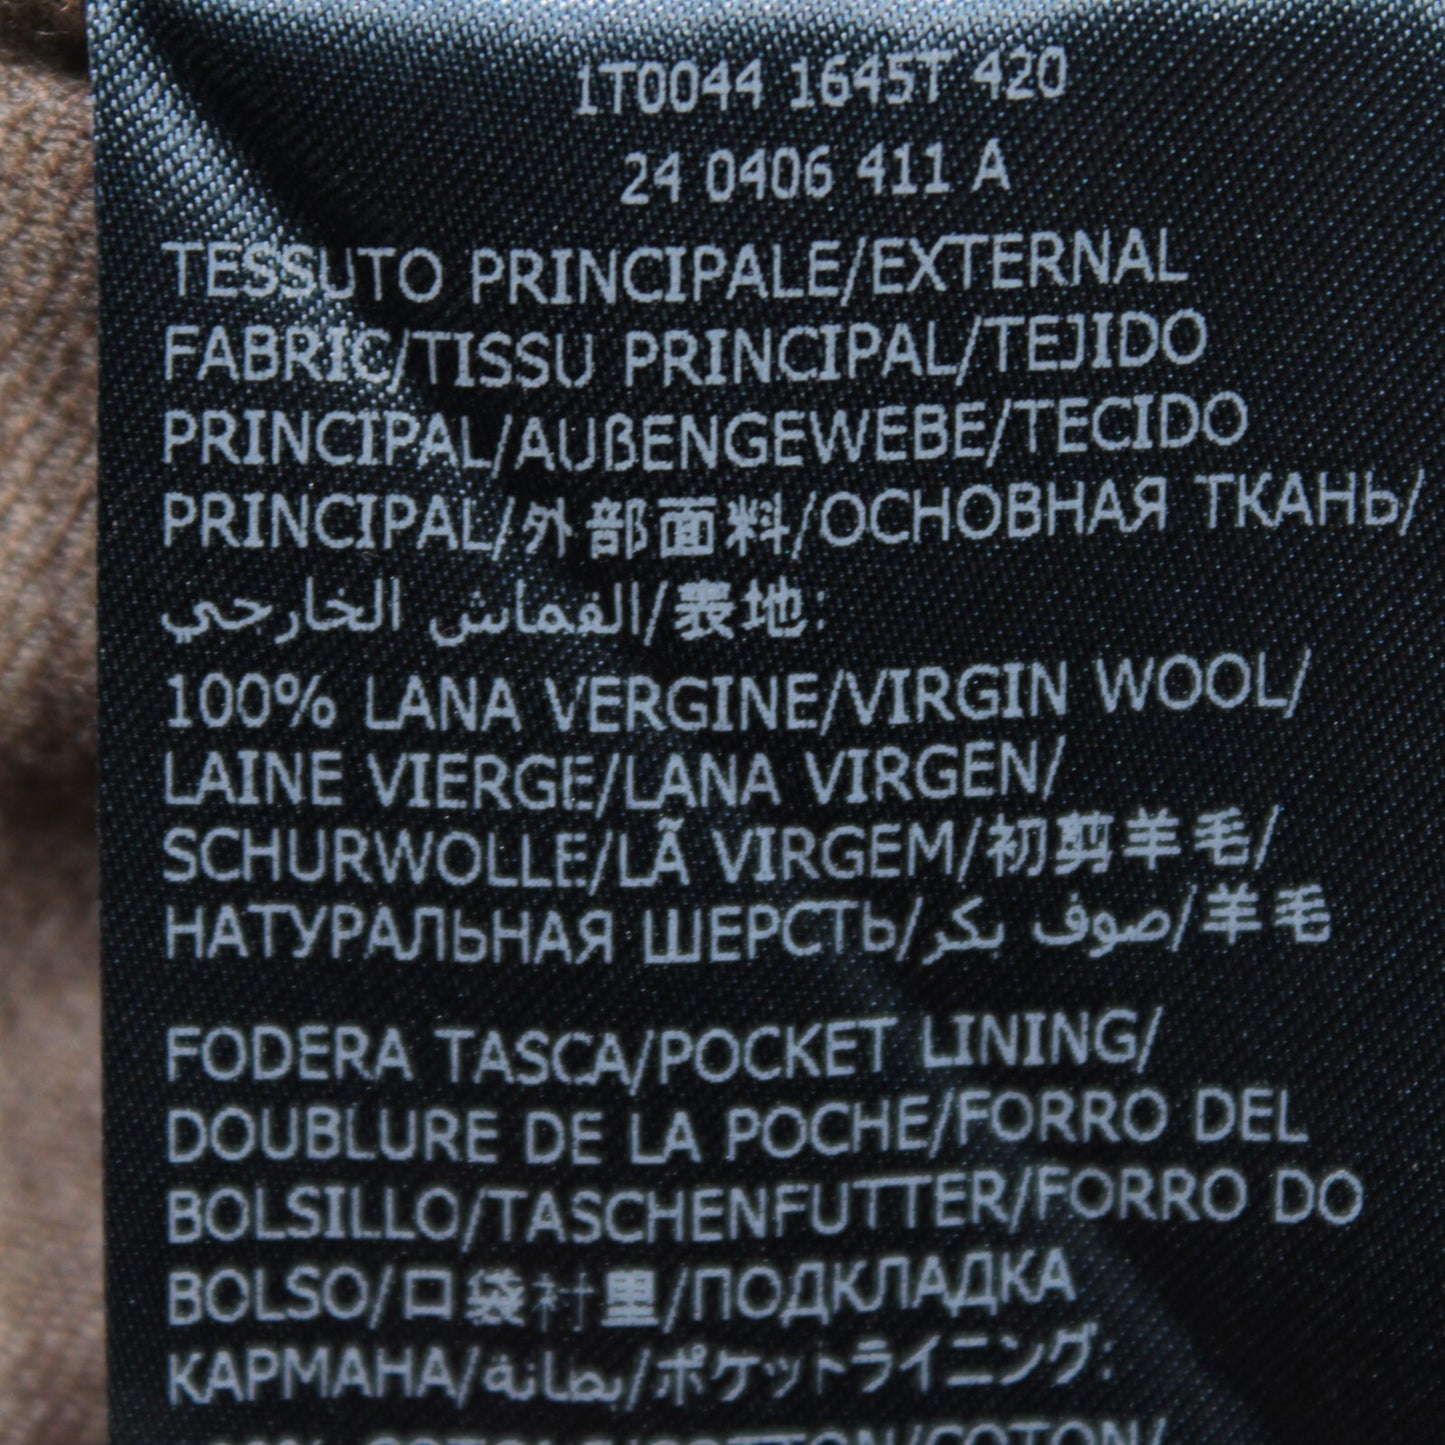 1T0044 1645T 420
24 0406 411 A
TESSUTO PRINCIPALE/EXTERNAL
FABRIC/TISSU PRINCIPAL/TEJIDO
PRINCIPAL/AUßENGEWEBE/TECIDO
PRINCIPAL/外部面料/ОСНОВНАЯ ТКАНЬ/
القماش الخارجي/裹地:
100% LANA VERGINE/VIRGIN WOOL/
LAINE VIERGE/LANA VIRGEN/
SCHURWOLLE/LÃ VIRGEM/初剪羊毛/
НАТУРАЛЬНАЯ ШЕРСТЬ/صوف بكر/羊毛
FODERA TASCA/POCKET LINING/
DOUBLURE DE LA POCHE/FORRO DEL
BOLSILLO/TASCHENFUTTER/FORRO DO
BOLSO/口袋衬里/ПОДКЛАДКА
КАРМАНА/بطانة/ポケットライニング:
COTTON/COTON/